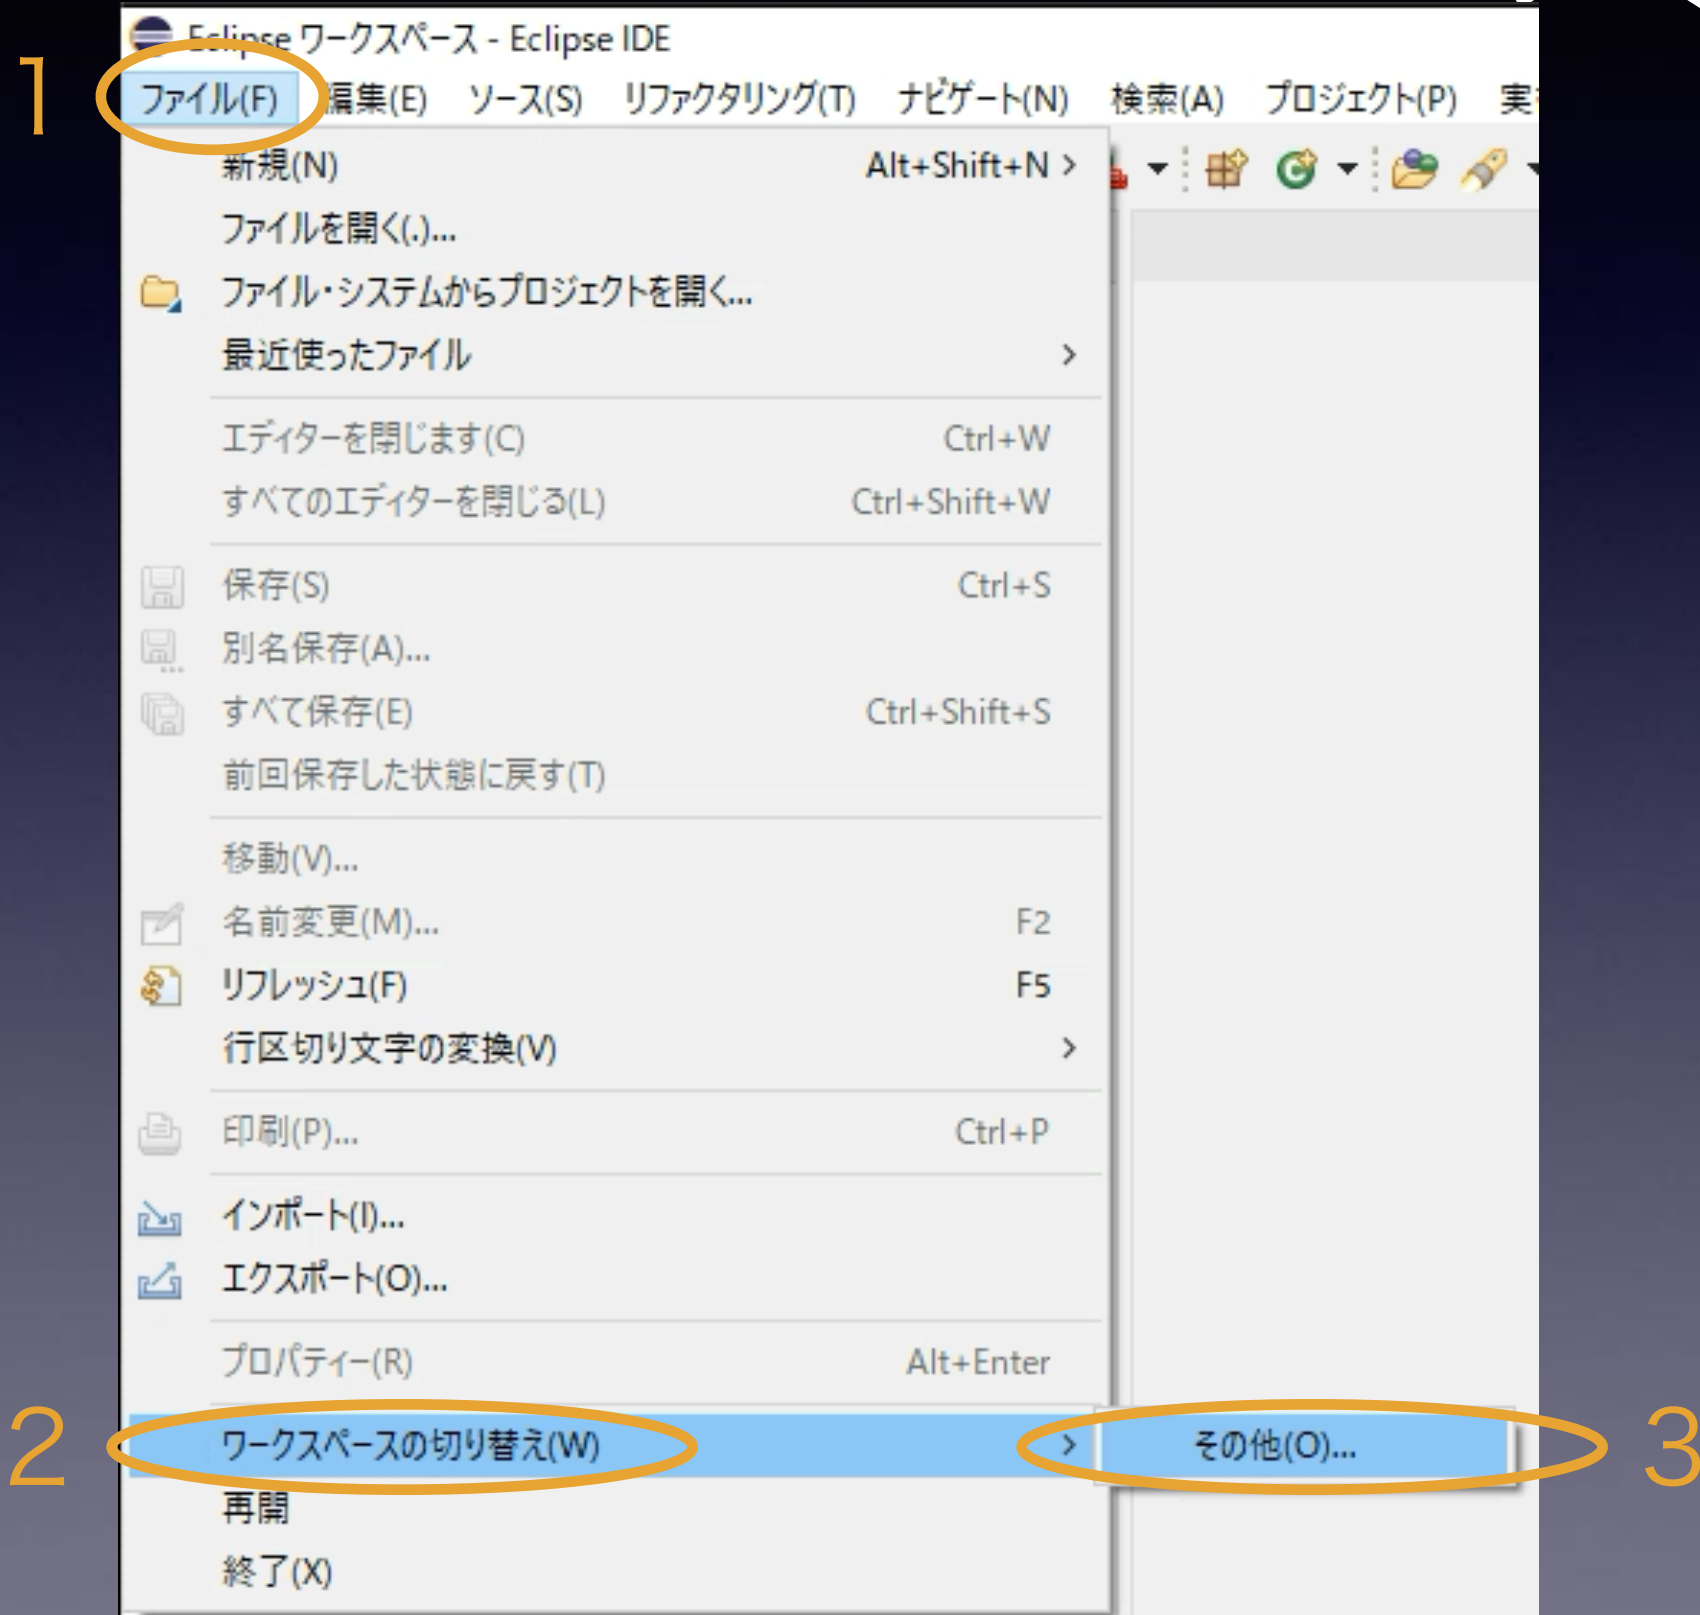 Eclipse ワークスペース - Eclipse IDE
1
ファイル(F) 編集(E) ソース(S) リファクタリング(T) ナビゲート(N) 検索(A) プロジェクト(P) 実
新規(N) Alt+Shift+N >
ファイルを開く(.)...
ファイル・システムからプロジェクトを開く...
最近使ったファイル >
エディターを閉じます(C) Ctrl+W
すべてのエディターを閉じる(L) Ctrl+Shift+W
保存(S) Ctrl+S
別名保存(A)...
すべて保存(E) Ctrl+Shift+S
前回保存した状態に戻す(T)
移動(V)...
名前変更(M)... F2
リフレッシュ(F) F5
行区切り文字の変換(V) >
印刷(P)... Ctrl+P
インポート(I)...
エクスポート(O)...
プロパティー(R) Alt+Enter
2 ワークスペースの切り替え(W) > その他(O)... 3
再開
終了(X)